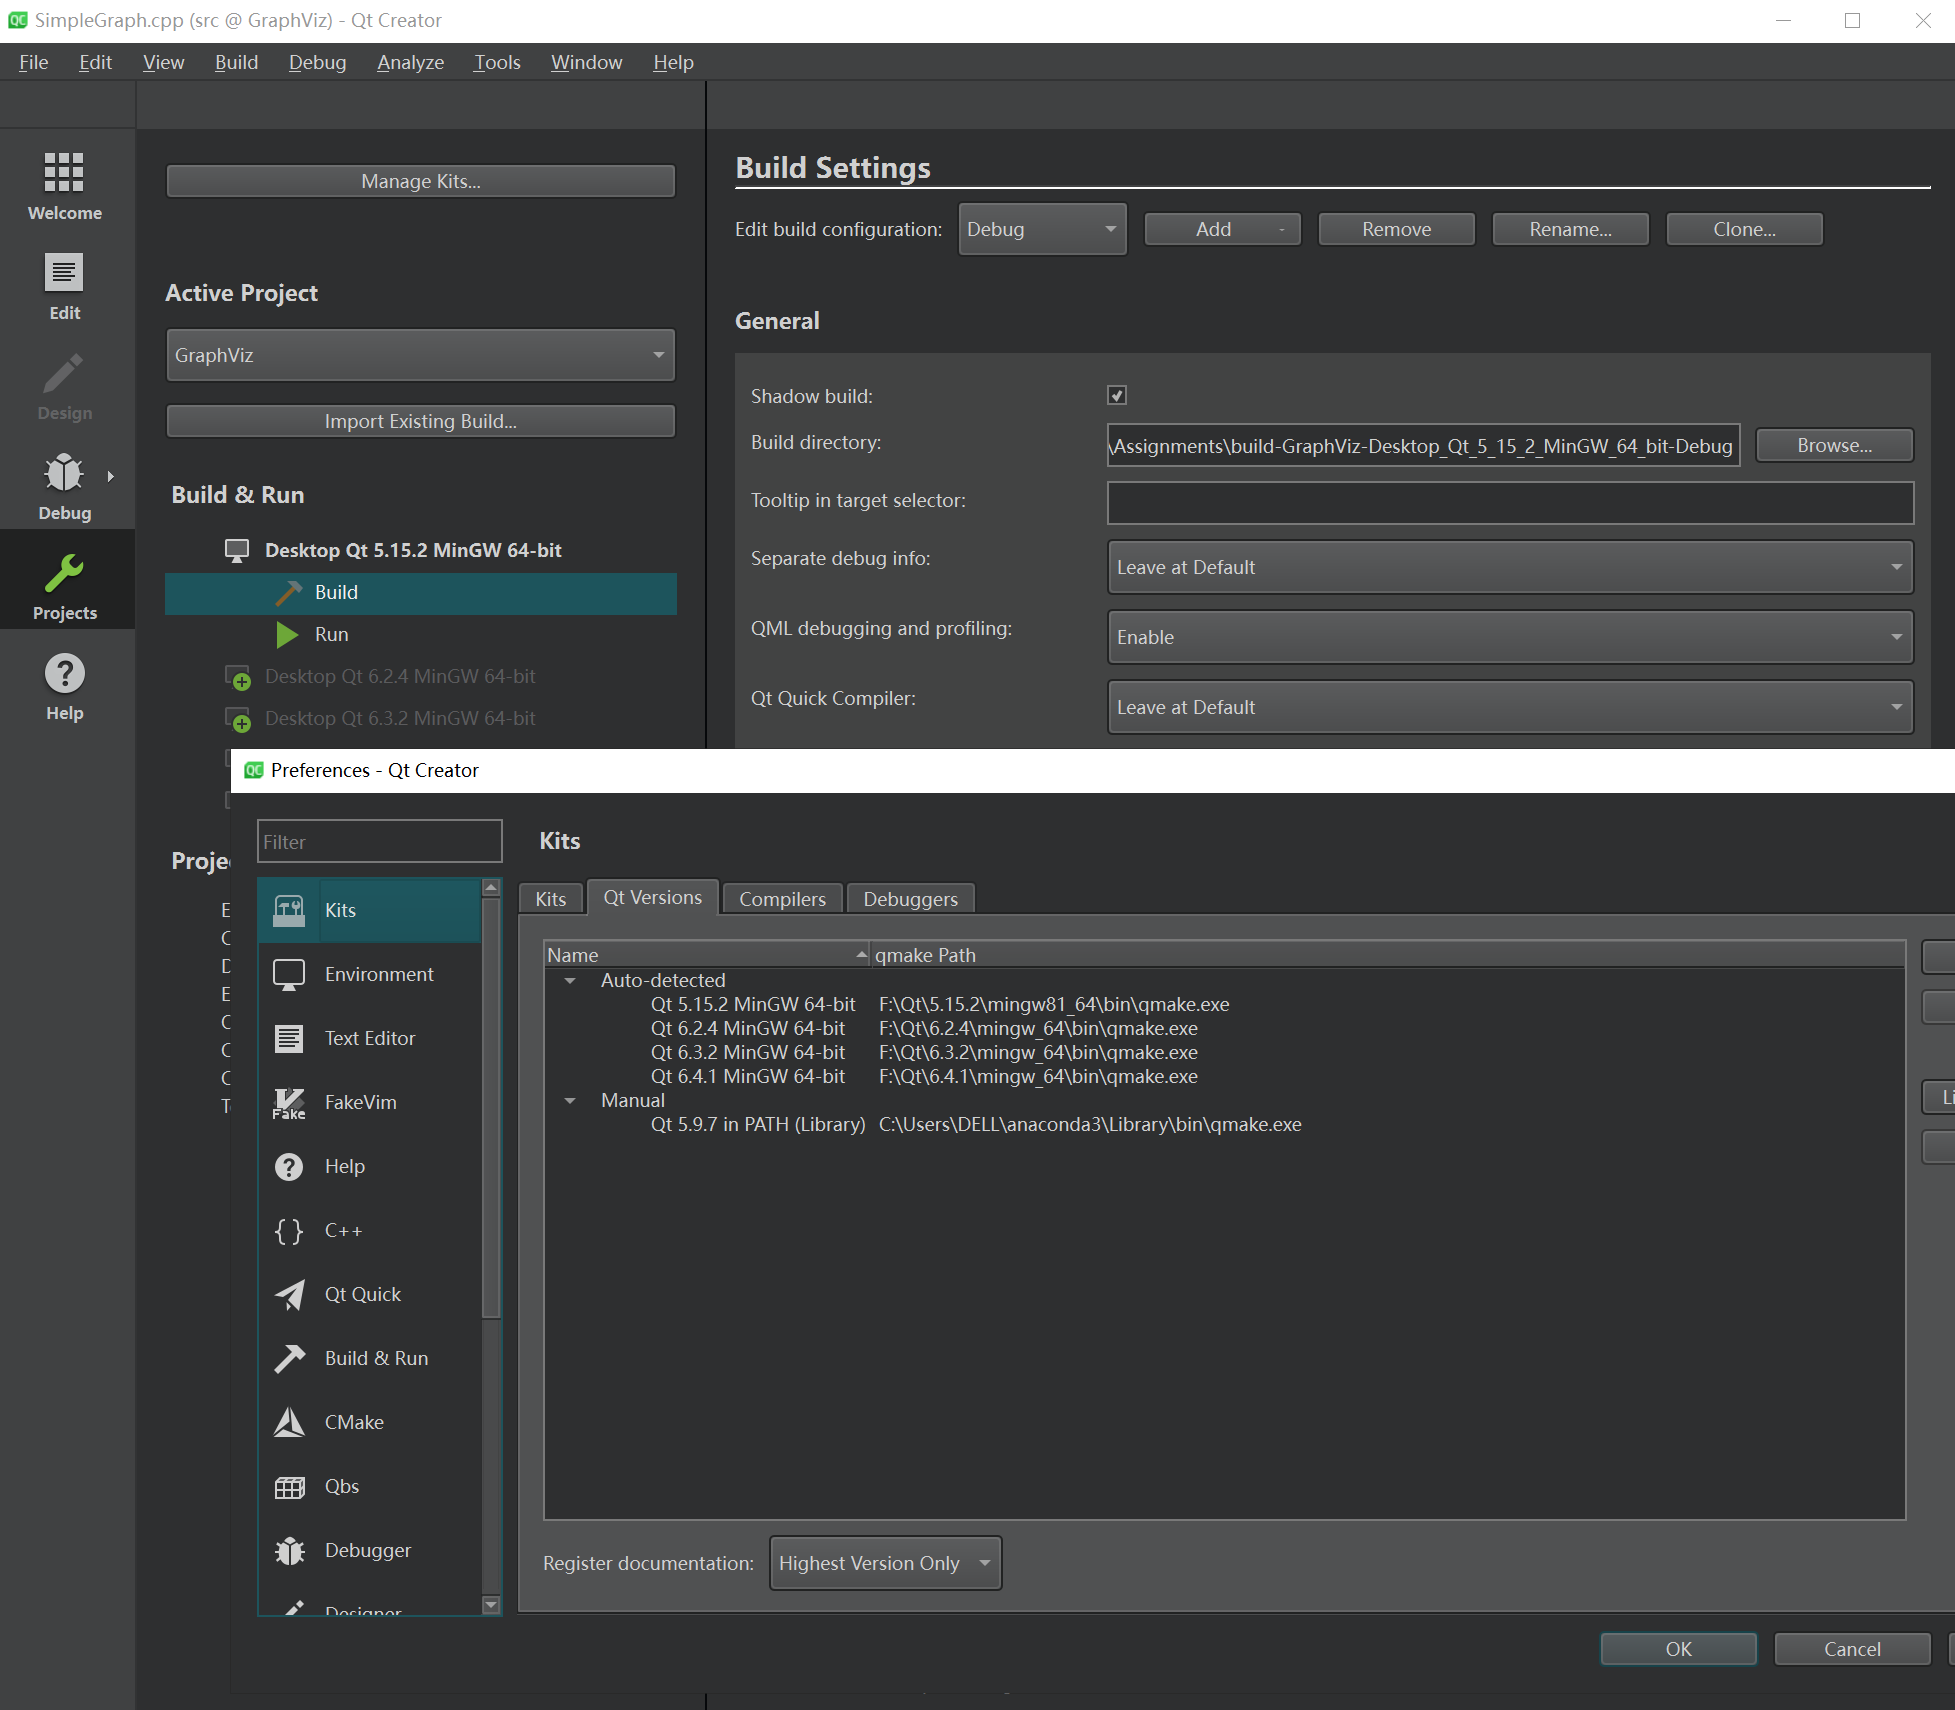 SimpleGraph.cpp (src @ GraphViz) - Qt Creator
File Edit View Build Debug Analyze Tools Window Help
Welcome
Edit
Design
Debug
Projects
Help
Manage Kits...
Active Project
GraphViz
Import Existing Build...
Build & Run
Desktop Qt 5.15.2 MinGW 64-bit
Build
Run
Desktop Qt 6.2.4 MinGW 64-bit
Desktop Qt 6.3.2 MinGW 64-bit
Build Settings
Edit build configuration: Debug Add Remove Rename... Clone...
General
Shadow build:
Build directory: \Assignments\build-GraphViz-Desktop_Qt_5_15_2_MinGW_64_bit-Debug Browse...
Tooltip in target selector:
Separate debug info: Leave at Default
QML debugging and profiling: Enable
Qt Quick Compiler: Leave at Default
Preferences - Qt Creator
Filter
Kits
Environment
Text Editor
FakeVim
Fake
Help
C++
Qt Quick
Build & Run
CMake
Qbs
Debugger
Designer
Kits
Kits Qt Versions Compilers Debuggers
Name qmake Path
Auto-detected
Qt 5.15.2 MinGW 64-bit F:\Qt\5.15.2\mingw81_64\bin\qmake.exe
Qt 6.2.4 MinGW 64-bit F:\Qt\6.2.4\mingw_64\bin\qmake.exe
Qt 6.3.2 MinGW 64-bit F:\Qt\6.3.2\mingw_64\bin\qmake.exe
Qt 6.4.1 MinGW 64-bit F:\Qt\6.4.1\mingw_64\bin\qmake.exe
Manual
Qt 5.9.7 in PATH (Library) C:\Users\DELL\anaconda3\Library\bin\qmake.exe
Register documentation: Highest Version Only
OK Cancel